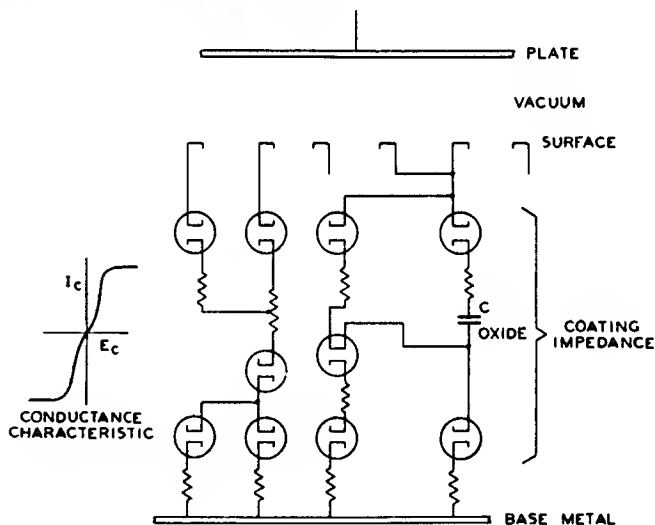 PLATE
VACUUM
SURFACE
Ic
Ec
C
OXIDE
COATING
IMPEDANCE
CONDUCTANCE
CHARACTERISTIC
BASE METAL